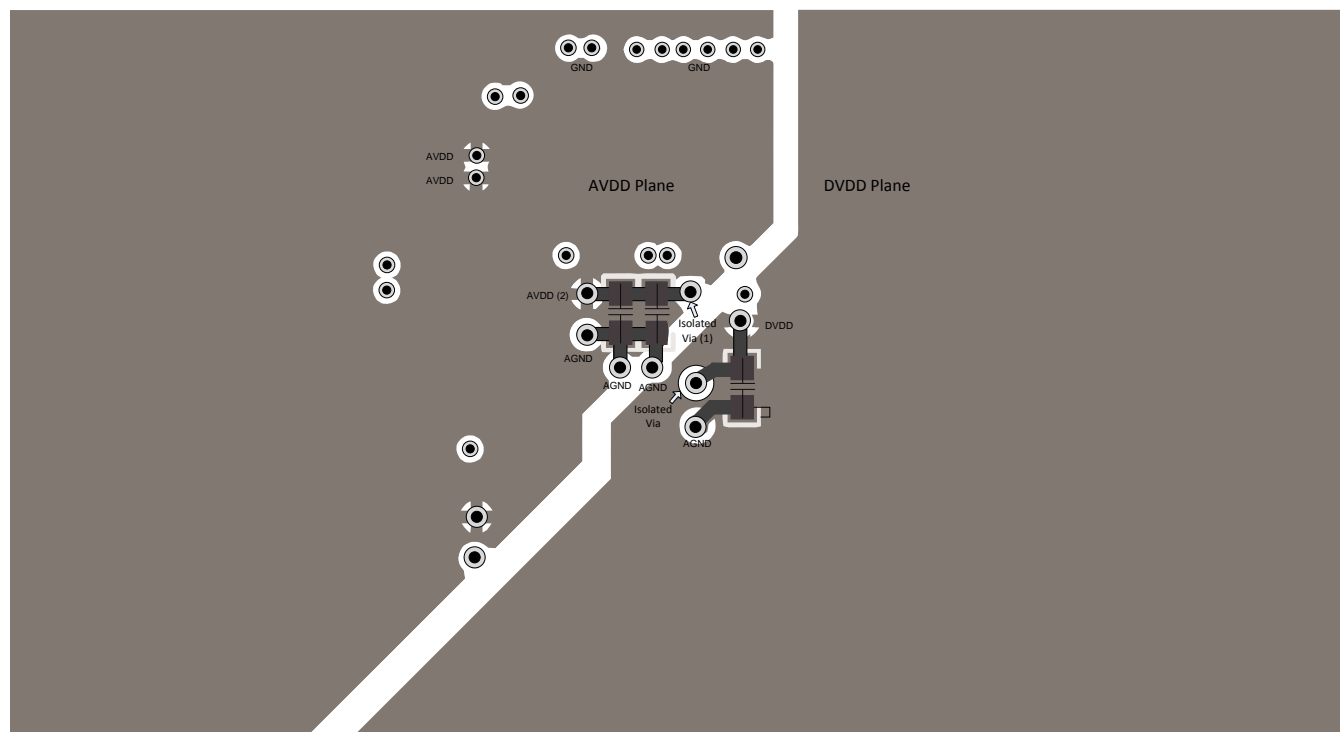 GND
GND
AVDD
AVDD
AVDD Plane
DVDD Plane
AVDD (2)
Isolated
Via (1)
DVDD
AGND
AGND
AGND
Isolated
Via
AGND